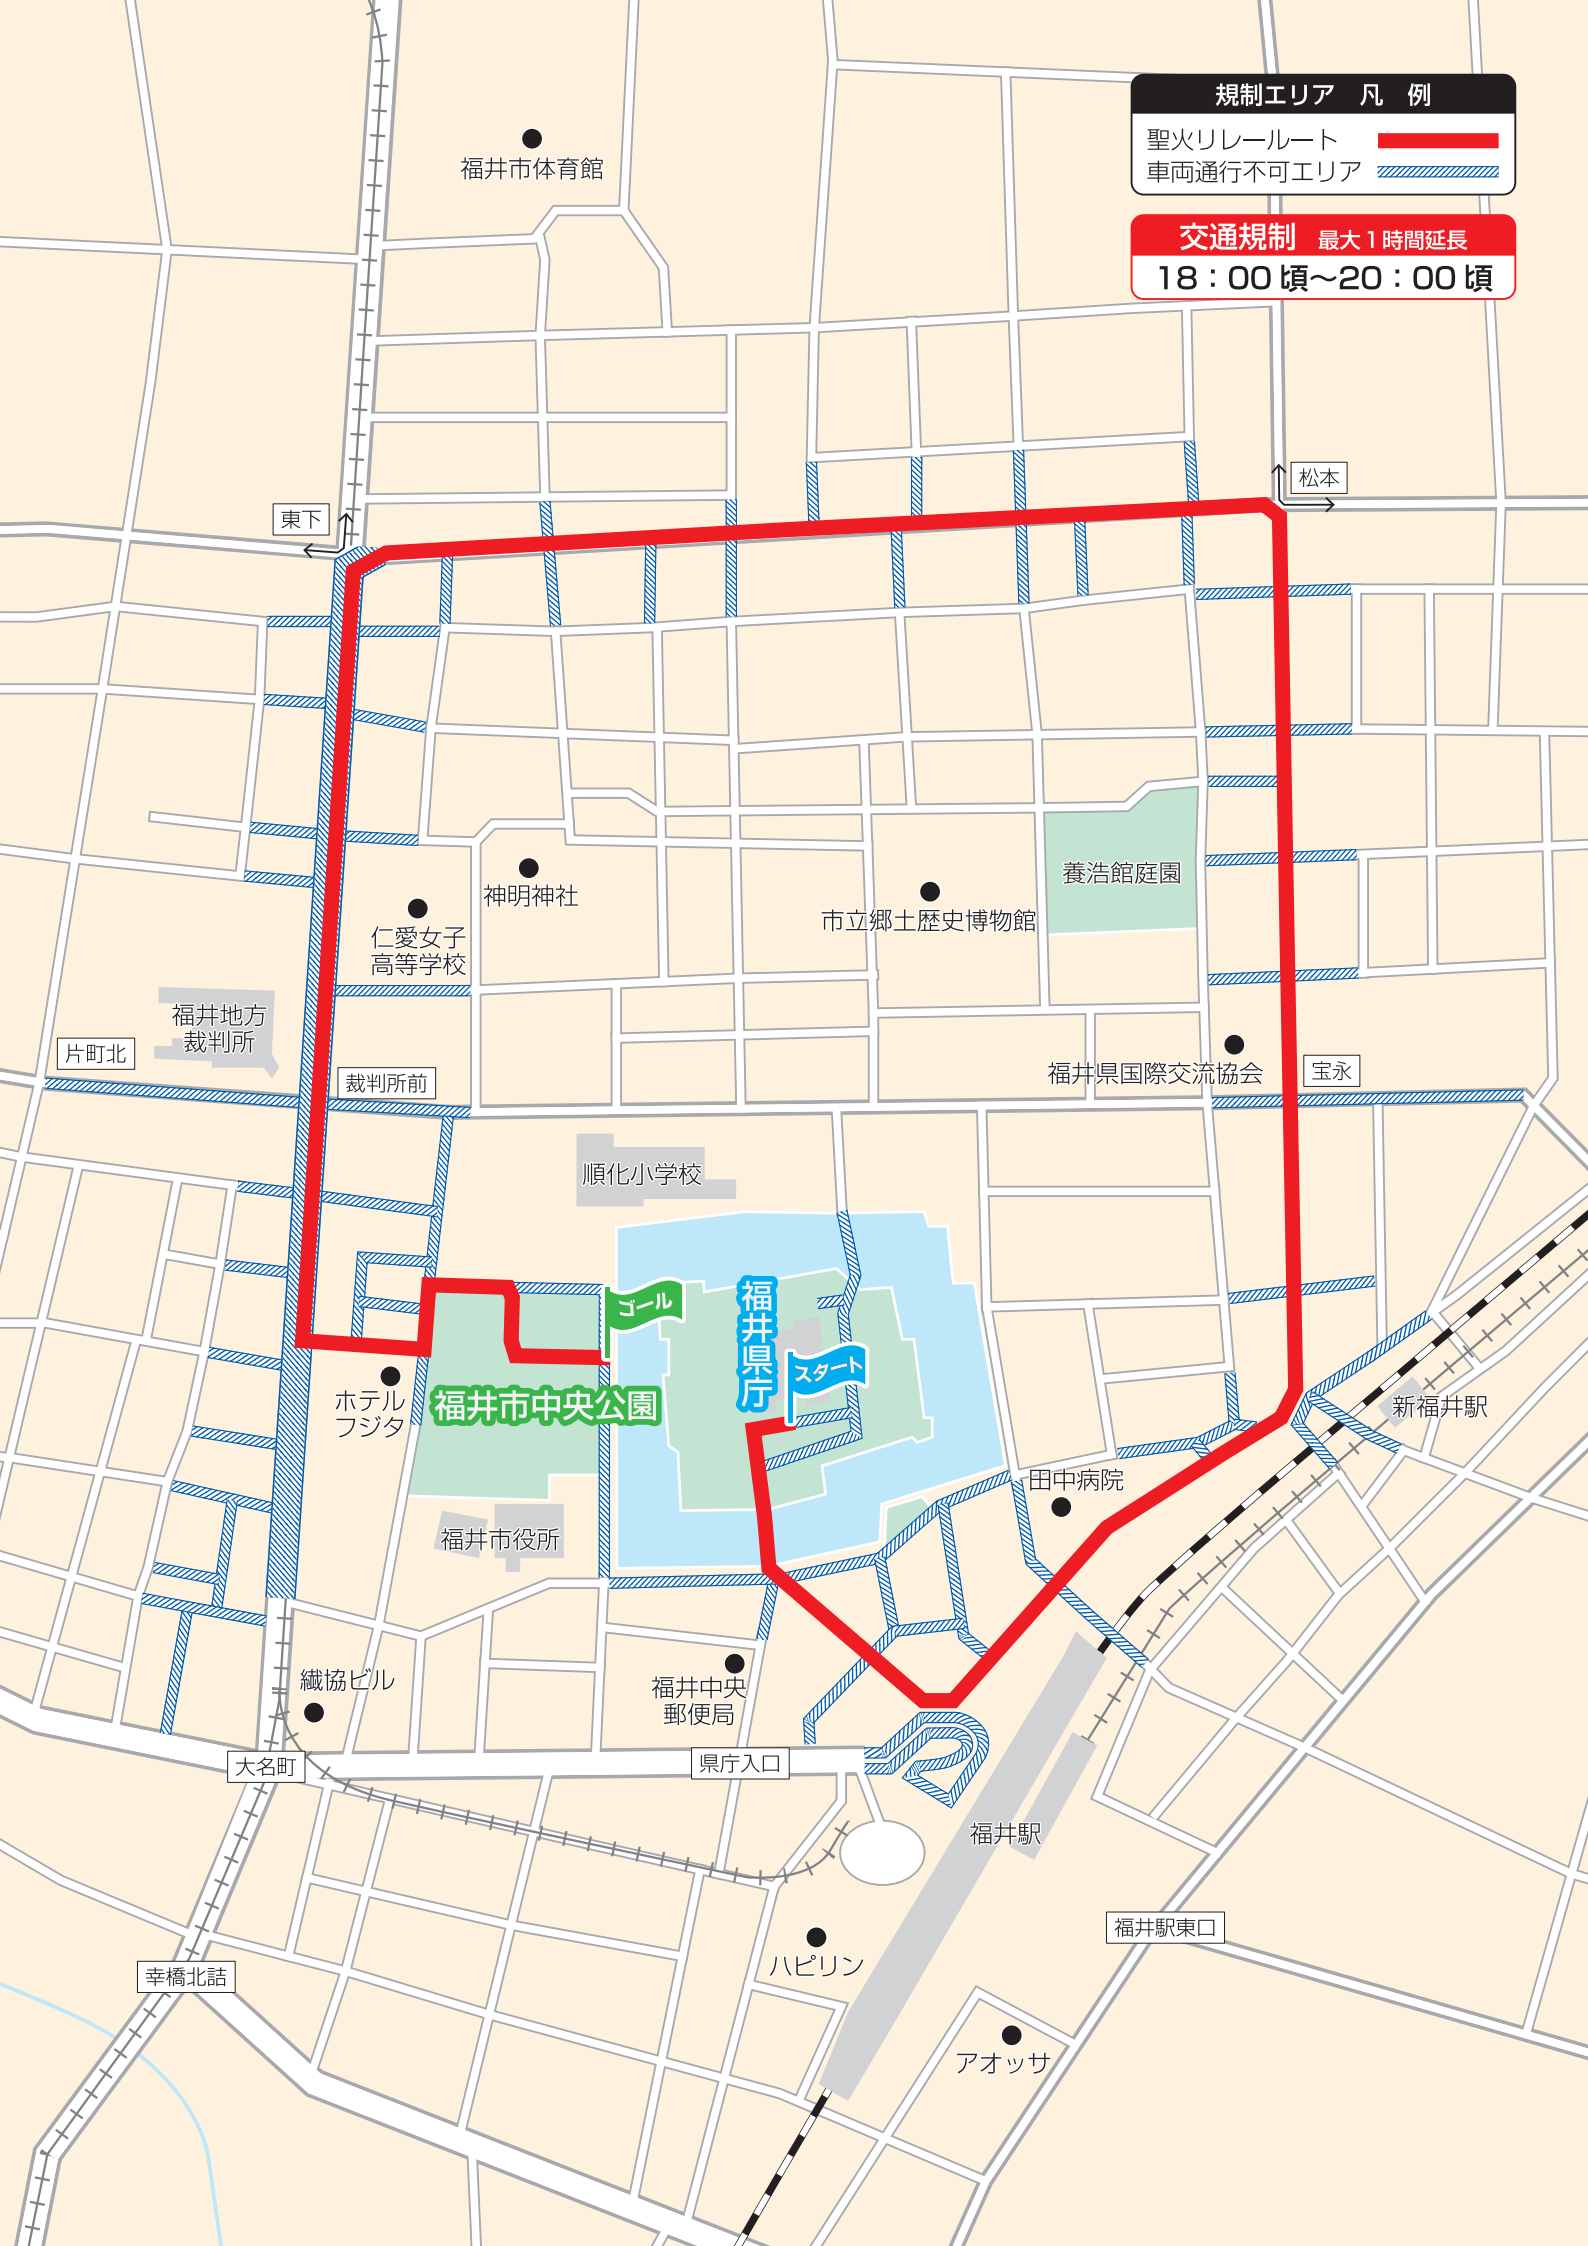 規制エリア　凡　例
聖火リレールート
車両通行不可エリア
交通規制　最大１時間延長
18：00頃～20：00頃
福井市体育館
松本
東下
養浩館庭園
神明神社
市立郷土歴史博物館
仁愛女子
高等学校
福井地方
裁判所
片町北
裁判所前
福井県国際交流協会
宝永
順化小学校
福井県庁
ゴール
スタート
ホテル
フジタ
福井市中央公園
新福井駅
田中病院
福井市役所
繊協ビル
福井中央
郵便局
大名町
県庁入口
福井駅
福井駅東口
ハピリン
幸橋北詰
アオッサ